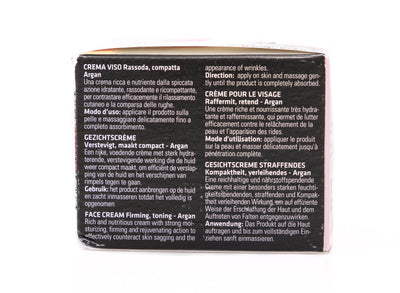 CREMA VISO Rassoda, compatta
Argan
Una crema ricca e nutriente dalla spiccata
azione idratante, rassodante e ricompattante,
per contrastare efficacemente il rilassamento
cutaneo e la comparsa delle rughe.
Modo d'uso: applicare il prodotto sulla
pelle e massaggiare delicatamente fino a
completo assorbimento.
GEZICHTSCRÈME
Verstevigt, maakt compact - Argan
Een rijke, voedende crème met sterk hydra-
terende, verstevigende werking die de huid
weer compact maakt, om efficiënt de verslap-
ping van de huid en het verschijnen van
rimpels tegen te gaan.
Gebruik: het product aanbrengen op de huid
en zacht inmasseren totdat het volledig is
opgenomen
FACE CREAM Firming, toning - Argan
Rich and nutritious cream with strong mo-
isturizing, firming and rejuvenating action to
effectively counteract skin sagging and the
appearance of wrinkles.
Direction: apply on skin and massage gen-
tly until the product is completely absorbed.
CRÈME POUR LE VISAGE
Raffermit, retend - Argan
Une crème riche et nourrissante très hydra-
tante et raffermissante, qui permet de lutter
efficacement contre le relâchement de la
peau et l'apparition des rides.
Mode d'utilisation: appliquer le produit
sur la peau et masser délicatement jusqu'à
pénétration complète.
GESICHTSCREME STRAFFENDES
Kompaktheit, verleihendes - Argan
Eine reichhaltige und nährstoffspendende
Creme mit einer besonders starken feuchti-
gkeitsspendenden, straffenden und Kompak-
theit verleihenden Wirkung, em auf effiziente
Weise der Erschlaffung der Haut und dem
Auftreten von Falten entgegenzuwirken.
Anwendung: Das Produkt auf die Haut
auftragen und bis zum vollständigen Ein-
ziehen sanft einmassieren.